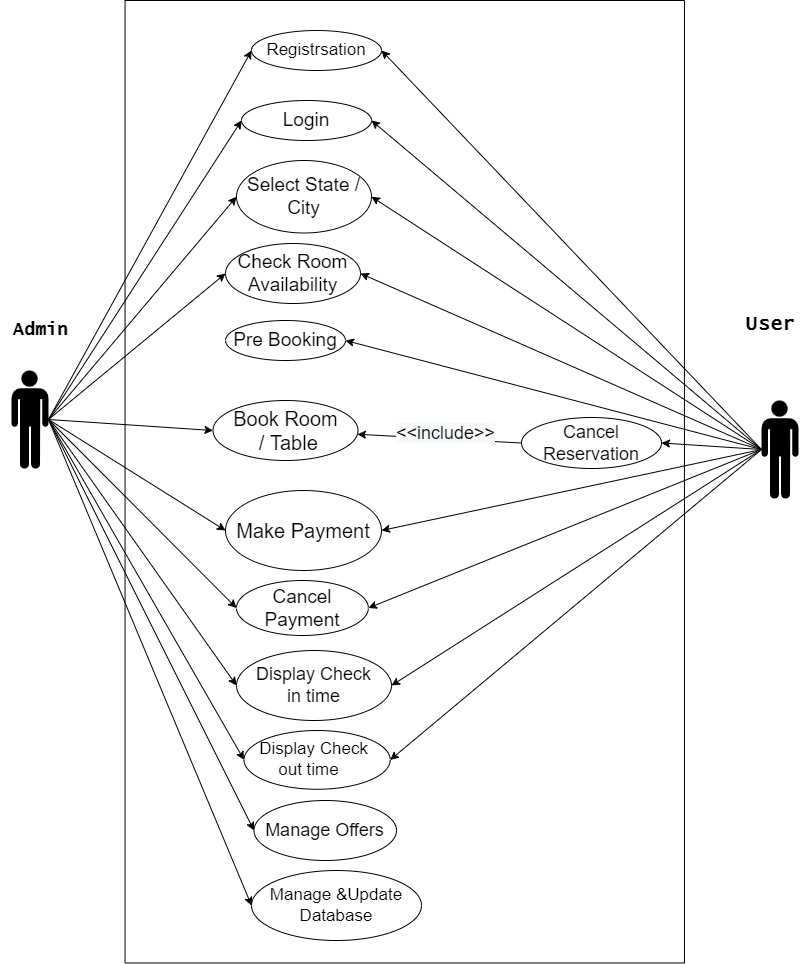 Registrsation
Login
Select State /
City
Check Room
Availability
Admin
User
Pre Booking
Book Room
/ Table
<<include>>
Cancel
Reservation
Make Payment
Cancel
Payment
Display Check
in time
Display Check
out time
Manage Offers
Manage &Update
Database